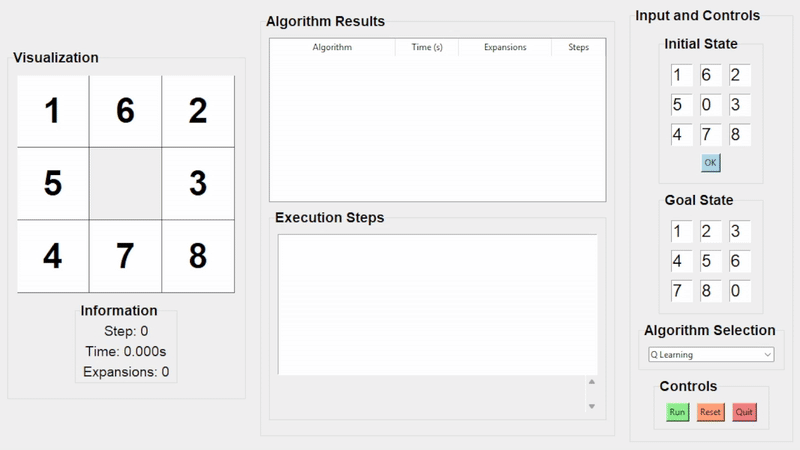 Visualization
1 6 2
5 3
4 7 8
Information
Step: 0
Time: 0.000s
Expansions: 0
Algorithm Results
Algorithm Time (s) Expansions Steps
Execution Steps
Input and Controls
Initial State
1 6 2
5 0 3
4 7 8
OK
Goal State
1 2 3
4 5 6
7 8 0
Algorithm Selection
Q Learning
Controls
Run Reset Quit